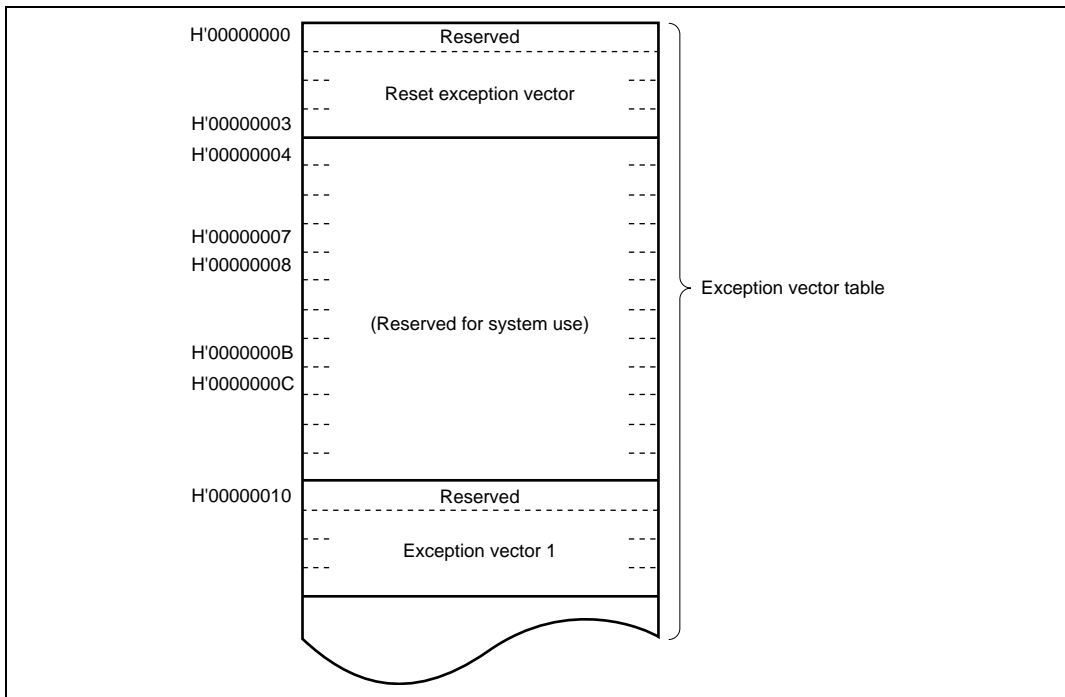 H'00000000
Reserved
Reset exception vector
H'00000003
H'00000004
H'00000007
H'00000008
Exception vector table
(Reserved for system use)
H'0000000B
H'0000000C
H'00000010
Reserved
Exception vector 1